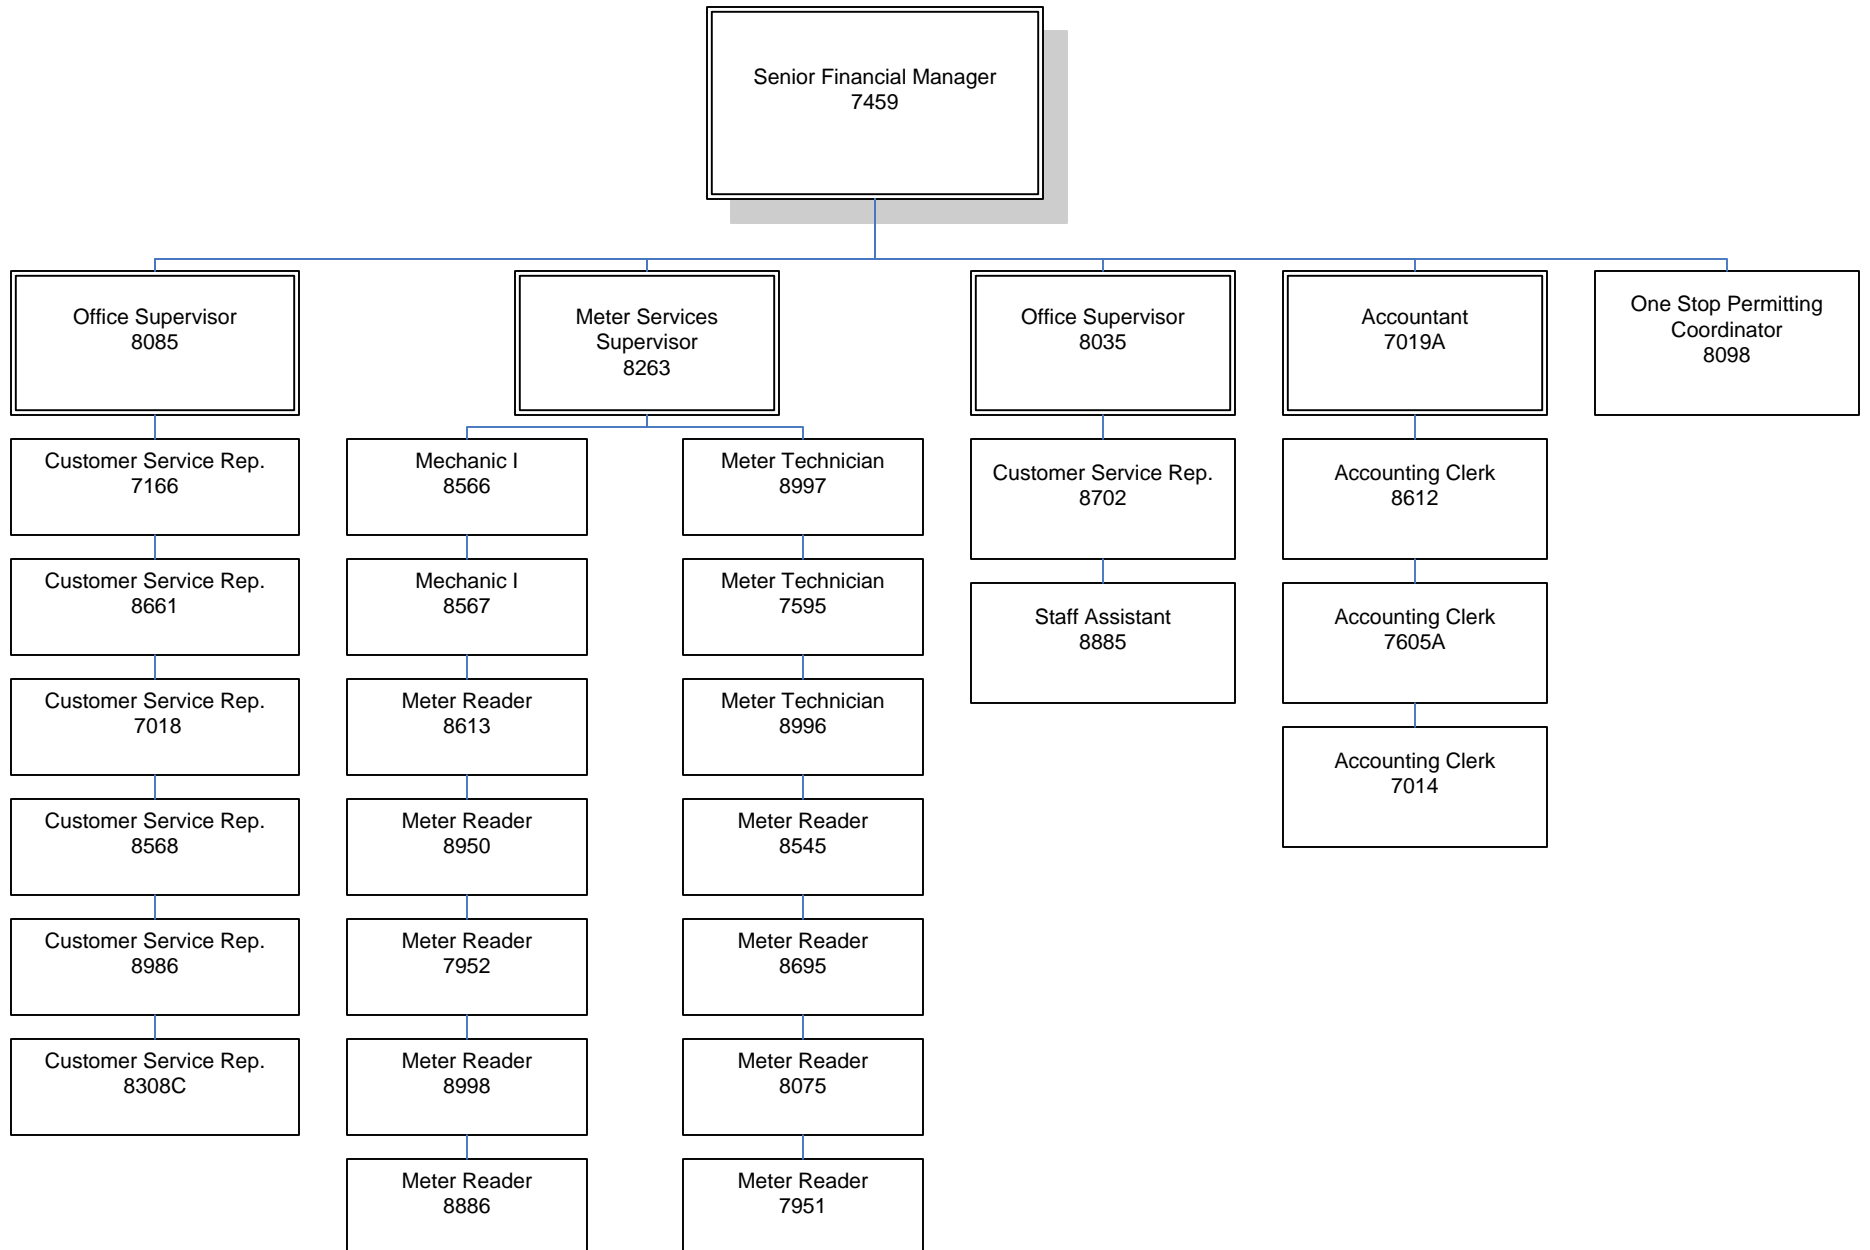 Senior Financial Manager
7459
Office Supervisor
8085
Meter Services
Supervisor
8263
Office Supervisor
8035
Accountant
7019A
One Stop Permitting
Coordinator
8098
Customer Service Rep.
7166
Customer Service Rep.
8661
Customer Service Rep.
7018
Customer Service Rep.
8568
Customer Service Rep.
8986
Customer Service Rep.
8308C
Mechanic I
8566
Mechanic I
8567
Meter Reader
8613
Meter Reader
8950
Meter Reader
7952
Meter Reader
8998
Meter Reader
8886
Meter Technician
8997
Meter Technician
7595
Meter Technician
8996
Meter Reader
8545
Meter Reader
8695
Meter Reader
8075
Meter Reader
7951
Customer Service Rep.
8702
Staff Assistant
8885
Accounting Clerk
8612
Accounting Clerk
7605A
Accounting Clerk
7014